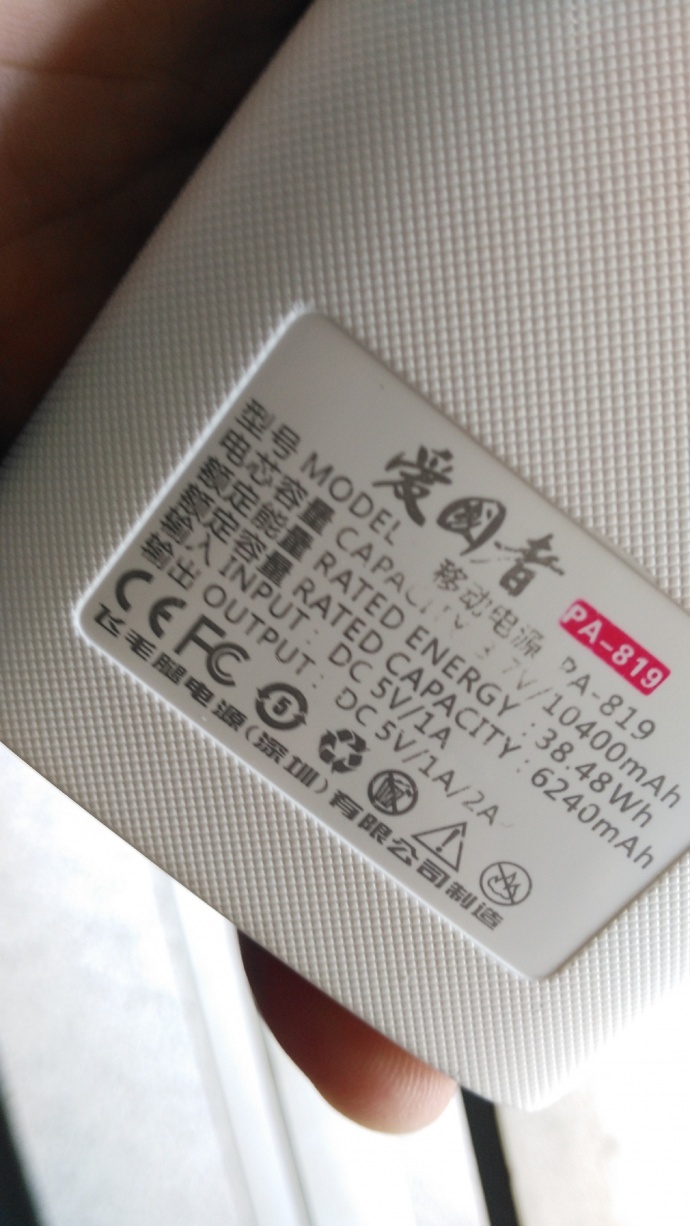 爱国者
移动电源 PA-819
型号 MODEL PA-819
电芯容量 CAPACITY 3.7V/10400mAh
额定能量 RATED ENERGY : 38.48Wh
额定容量 RATED CAPACITY : 6240mAh
输入 INPUT : DC 5V/1A
输出 OUTPUT : DC 5V/1A/2A
CE FC 5
飞毛腿电源(深圳)有限公司制造